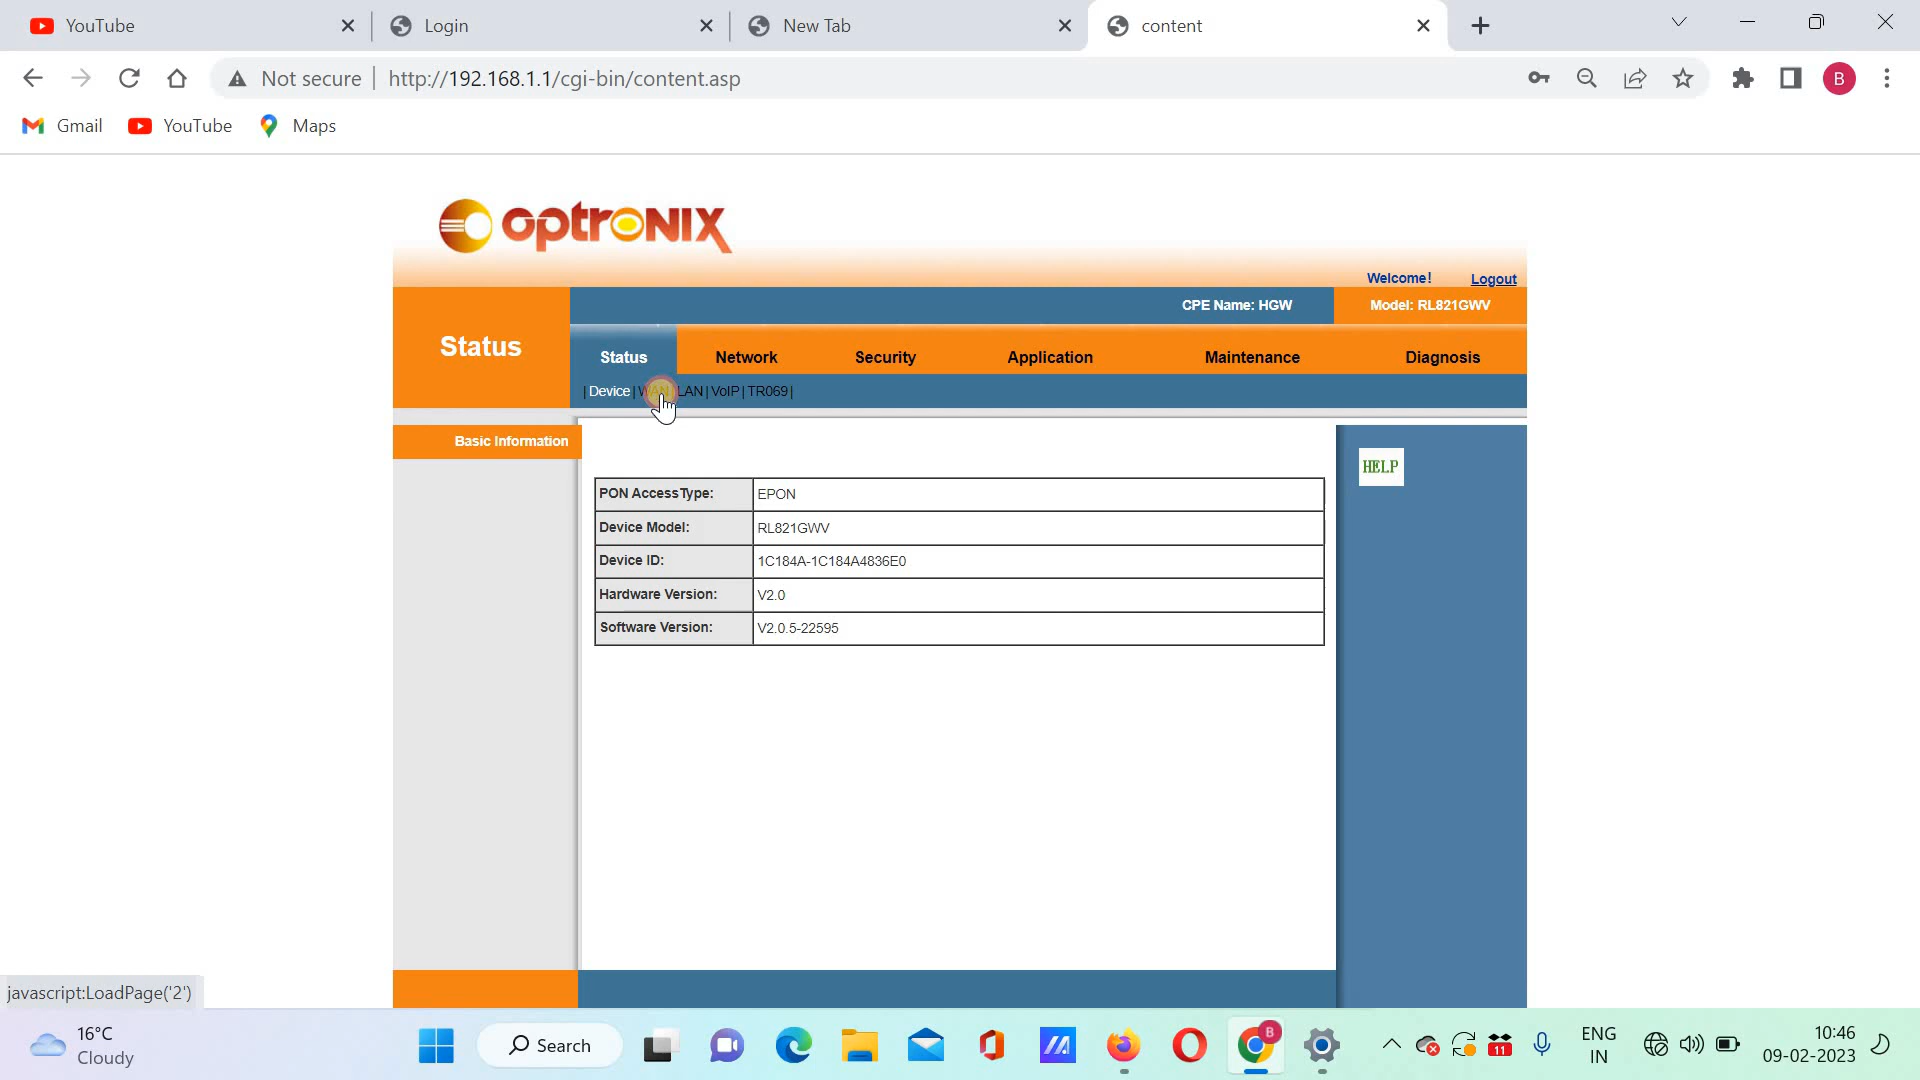 YouTube
Login
New Tab
content
Not secure
http://192.168.1.1/cgi-bin/content.asp
B
Gmail
YouTube
Maps
OptroNIX
Welcome!
Logout
CPE Name: HGW
Model: RL821GWV
Status
Status
Network
Security
Application
Maintenance
Diagnosis
|Device|WAN|LAN|VoIP|TR069|
Basic Information
HELP
PON AccessType: EPON
Device Model: RL821GWV
Device ID: 1C184A-1C184A4836E0
Hardware Version: V2.0
Software Version: V2.0.5-22595
javascript:LoadPage('2')
16°C
Cloudy
Search
B
11
ENG
IN
10:46
09-02-2023